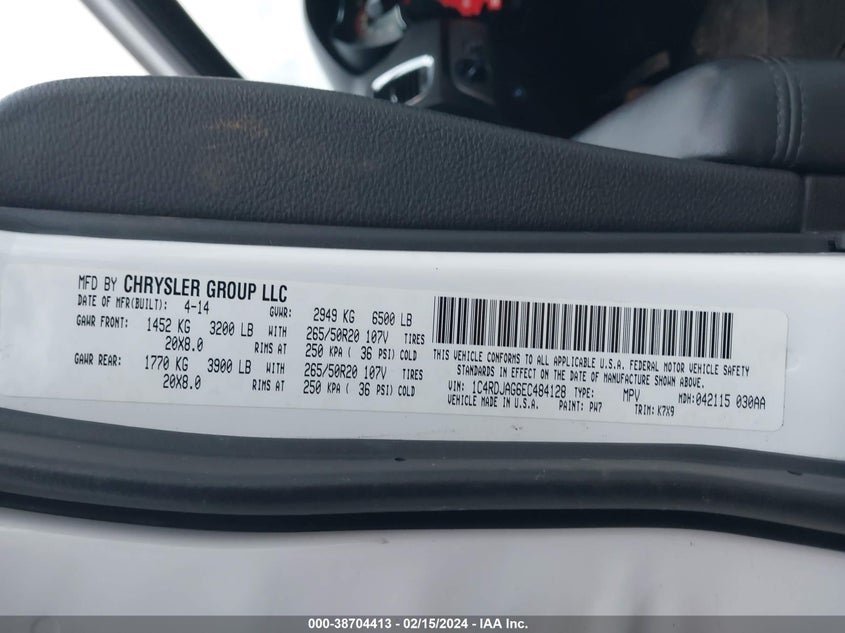 MFD BY CHRYSLER GROUP LLC
DATE OF MFR(BUILT): 4-14 GVWR: 2949 KG 6500 LB
GAWR FRONT: 1452 KG 3200 LB WITH 265/50R20 107V TIRES
20X8.0 RIMS AT 250 KPA ( 36 PSI) COLD
GAWR REAR: 1770 KG 3900 LB WITH 265/50R20 107V TIRES
20X8.0 RIMS AT 250 KPA ( 36 PSI) COLD
THIS VEHICLE CONFORMS TO ALL APPLICABLE U.S.A. FEDERAL MOTOR VEHICLE SAFETY
STANDARDS IN EFFECT ON THE DATE OF MANUFACTURE SHOWN ABOVE.
VIN: 1C4RDJAG6EC484128 TYPE: MPV MDH:042115 030AA
VEHICLE MADE IN U.S.A. PAINT: PW7 TRIM:K7X9
000-38704413 - 02/15/2024 - IAA Inc.